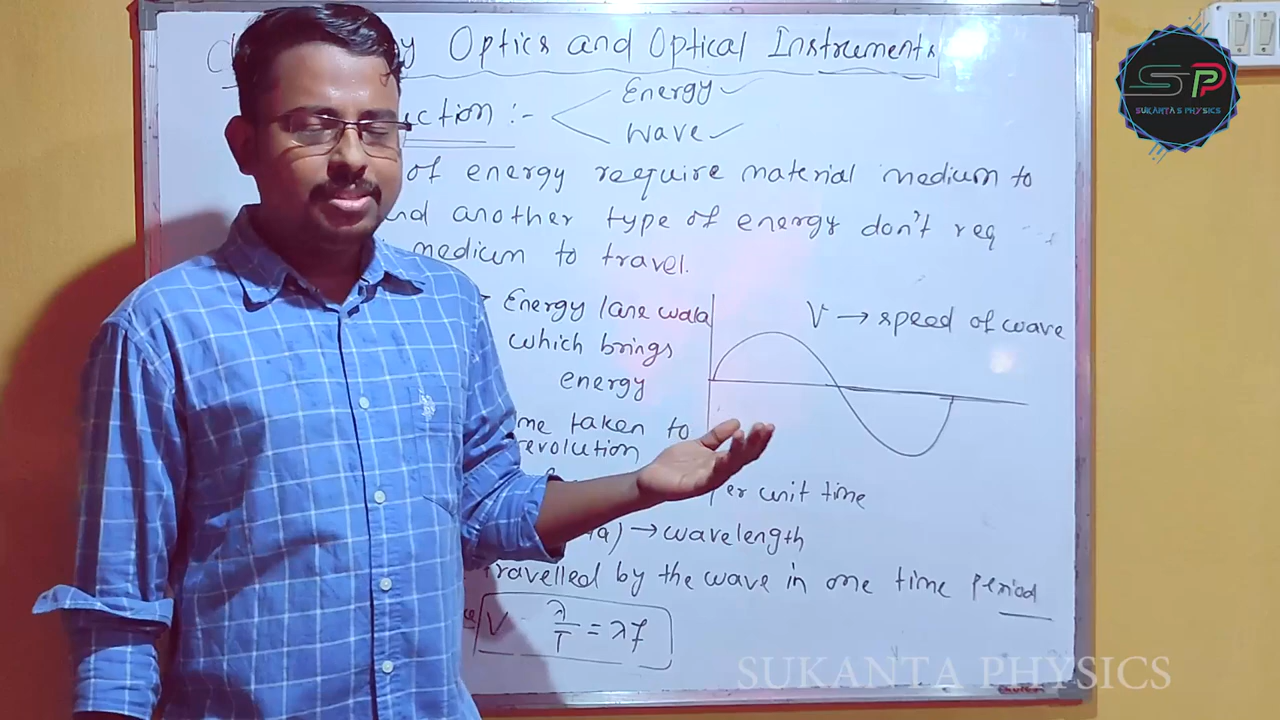 y Optics and Optical Instruments
ction :- Energy
wave
of energy require material medium to
nd another type of energy don't req
medium to travel.
Energy lane wala
which brings
energy
V → speed of wave
me taken to
revolution
er unit time
a) → wavelength
travelled by the wave in one time period
V λ/T = λf
SP
SUKANTA'S PHYSICS
SUKANTA PHYSICS